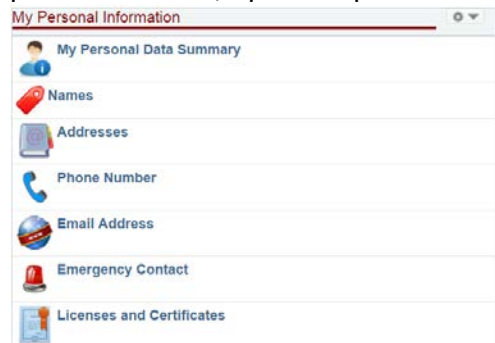 My Personal Information
My Personal Data Summary
Names
Addresses
Phone Number
Email Address
Emergency Contact
Licenses and Certificates